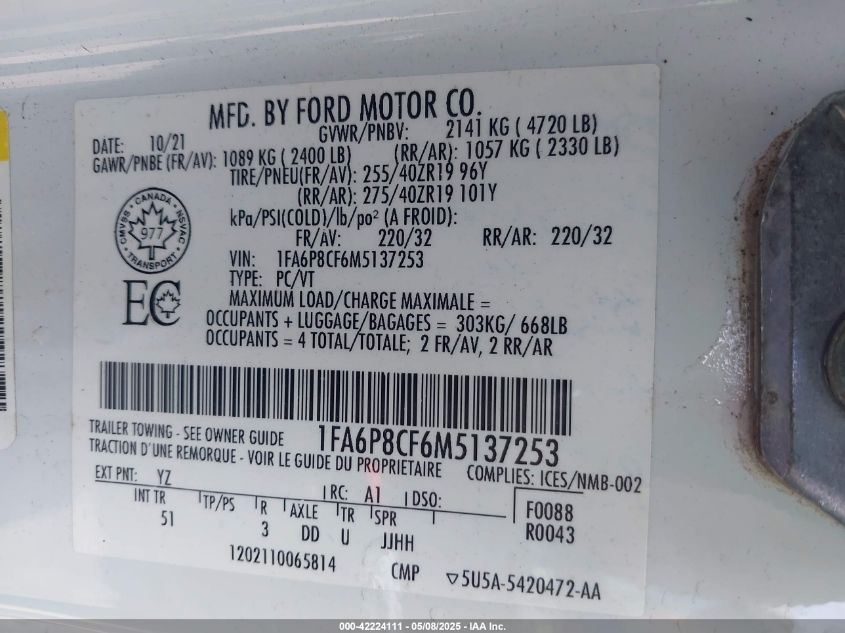 MFD. BY FORD MOTOR CO.
DATE: 10/21 GVWR/PNBV: 2141 KG ( 4720 LB)
GAWR/PNBE (FR/AV): 1089 KG ( 2400 LB) (RR/AR): 1057 KG ( 2330 LB)
TIRE/PNEU(FR/AV): 255/40ZR19 96Y
(RR/AR): 275/40ZR19 101Y
kPa/PSI(COLD)/lb/po² (A FROID):
FR/AV: 220/32 RR/AR: 220/32
VIN: 1FA6P8CF6M5137253
TYPE: PC/VT
CANADA
CMVSS NSVAC
977
TRANSPORT
EC
MAXIMUM LOAD/CHARGE MAXIMALE =
OCCUPANTS + LUGGAGE/BAGAGES = 303KG/ 668LB
OCCUPANTS = 4 TOTAL/TOTALE; 2 FR/AV, 2 RR/AR
TRAILER TOWING - SEE OWNER GUIDE 1FA6P8CF6M5137253
TRACTION D'UNE REMORQUE - VOIR LE GUIDE DU PROPRIETAIRE COMPLIES: ICES/NMB-002
EXT PNT: YZ RC: A1 DSO: F0088
INT TR TP/PS R AXLE TR SPR R0043
51 3 DD U JJHH
1202110065814 CMP ▽5U5A-5420472-AA
000-42224111 - 05/08/2025 - IAA Inc.